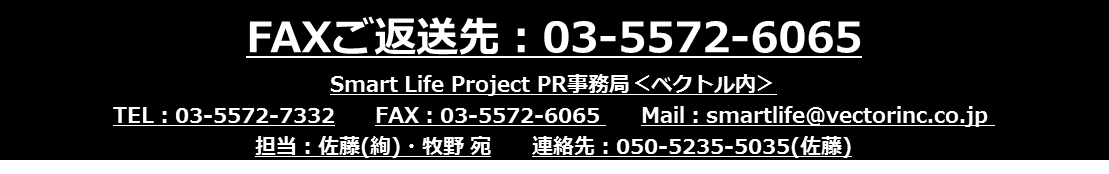 FAXご返送先：03-5572-6065
Smart Life Project PR事務局＜ベクトル内＞
TEL：03-5572-7332　FAX：03-5572-6065　Mail：smartlife@vectorinc.co.jp
担当：佐藤(絢)・牧野 宛　連絡先：050-5235-5035(佐藤)